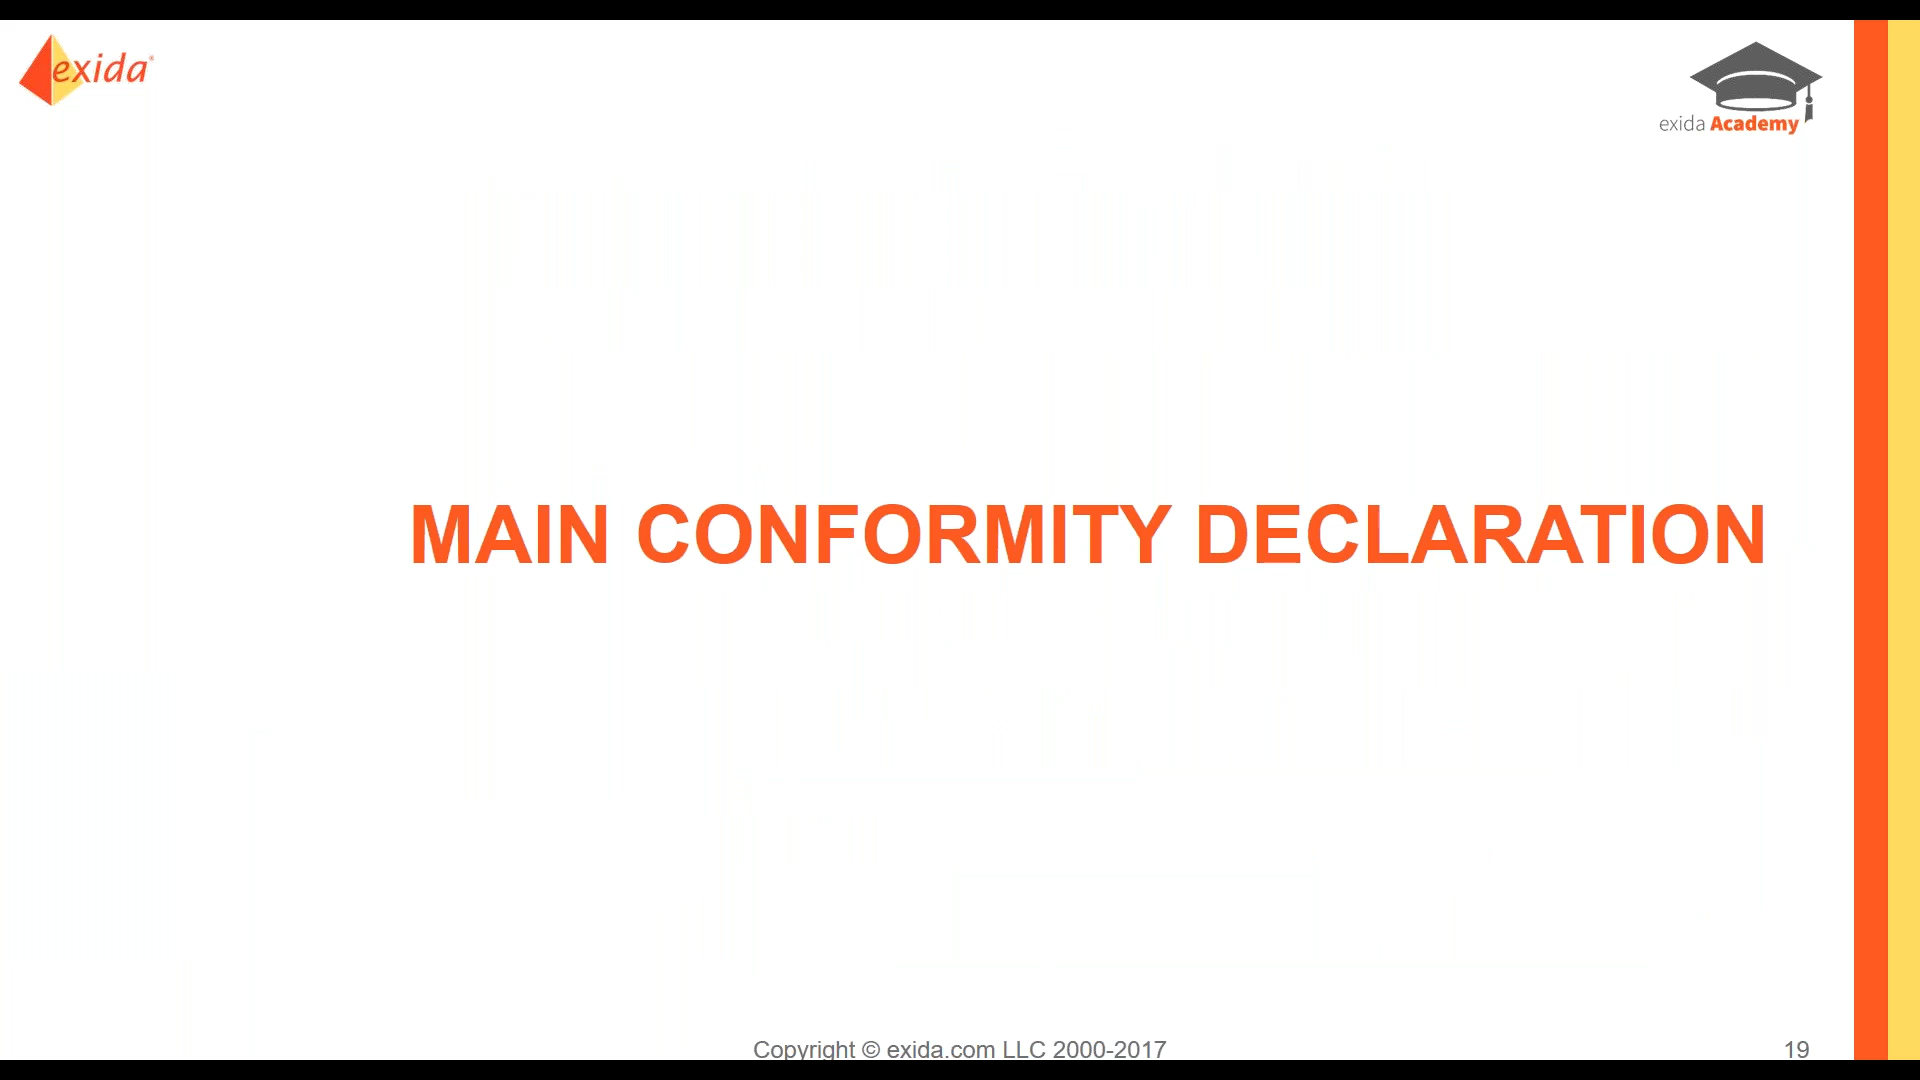 exida
exida Academy
MAIN CONFORMITY DECLARATION
Copyright © exida.com LLC 2000-2017
19